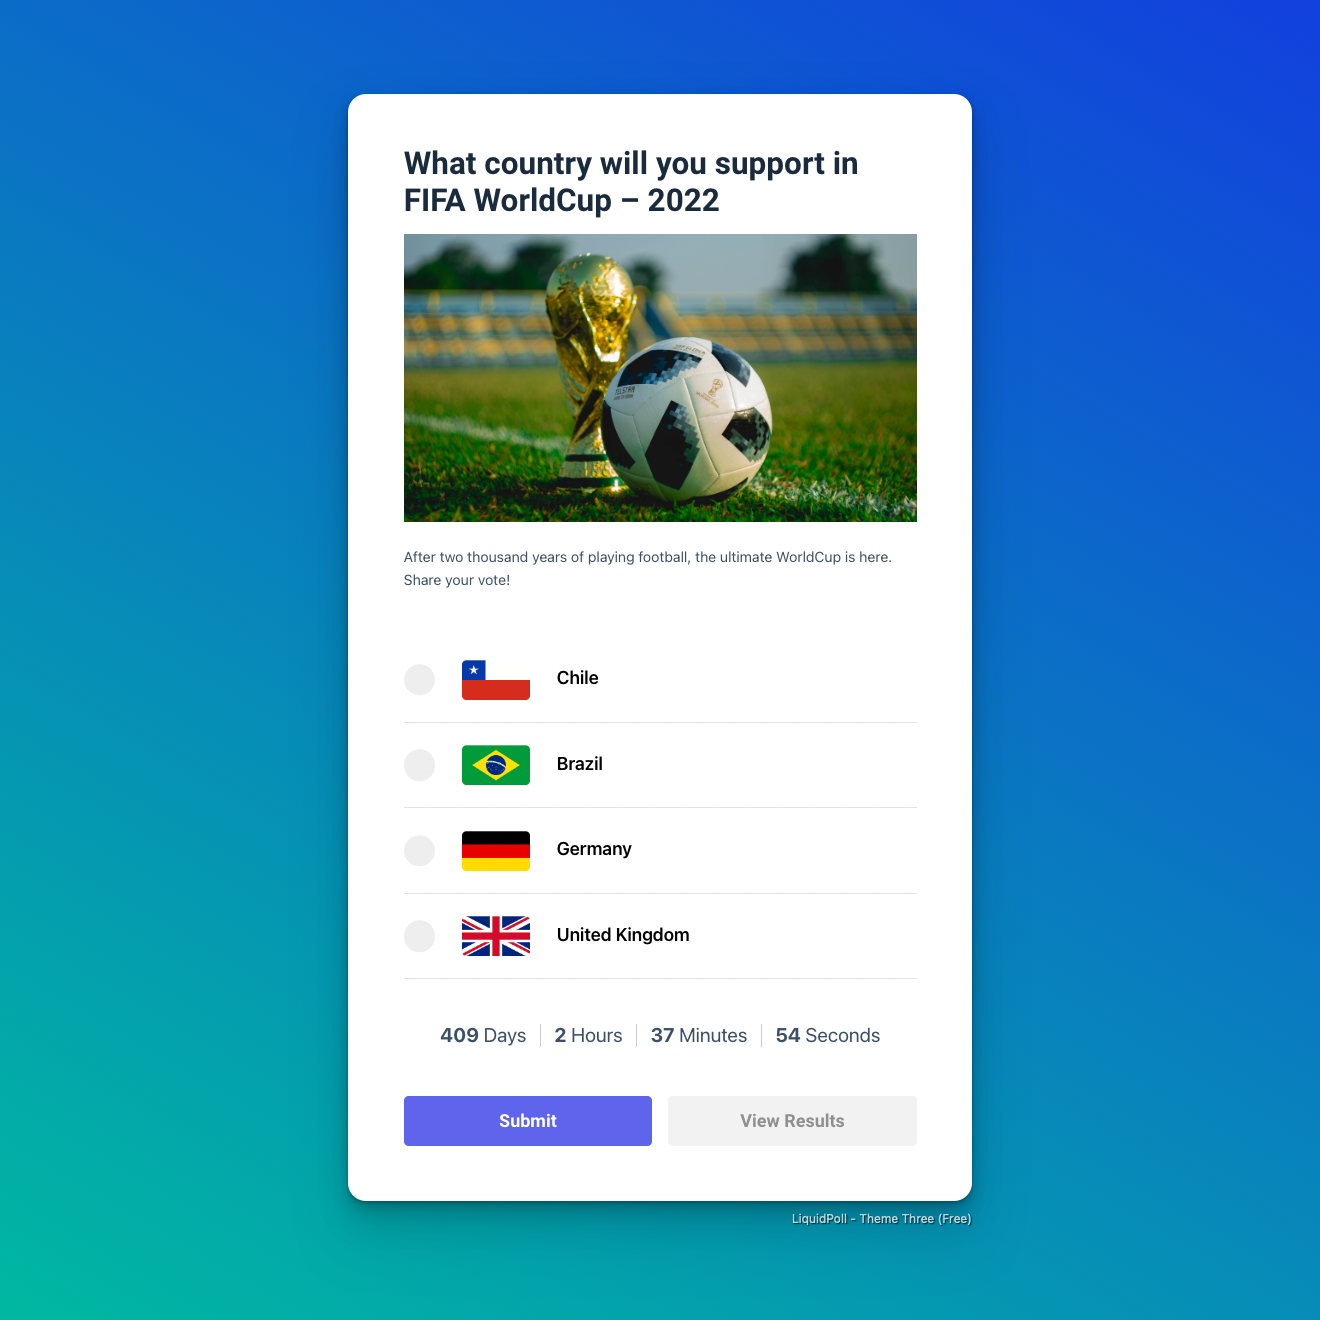 What country will you support in
FIFA WorldCup – 2022
TELSTAR
After two thousand years of playing football, the ultimate WorldCup is here.
Share your vote!
Chile
Brazil
Germany
United Kingdom
409 Days 2 Hours 37 Minutes 54 Seconds
Submit View Results
LiquidPoll - Theme Three (Free)